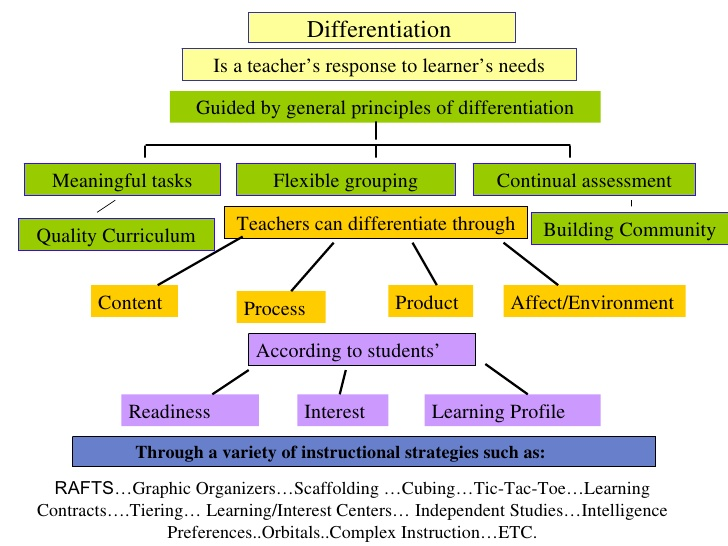 Differentiation
Is a teacher’s response to learner’s needs
Guided by general principles of differentiation
Meaningful tasks
Flexible grouping
Continual assessment
Quality Curriculum
Teachers can differentiate through
Building Community
Content
Process
Product
Affect/Environment
According to students’
Readiness
Interest
Learning Profile
Through a variety of instructional strategies such as:
RAFTS…Graphic Organizers…Scaffolding …Cubing…Tic-Tac-Toe…Learning
Contracts….Tiering… Learning/Interest Centers… Independent Studies…Intelligence
Preferences..Orbitals..Complex Instruction…ETC.